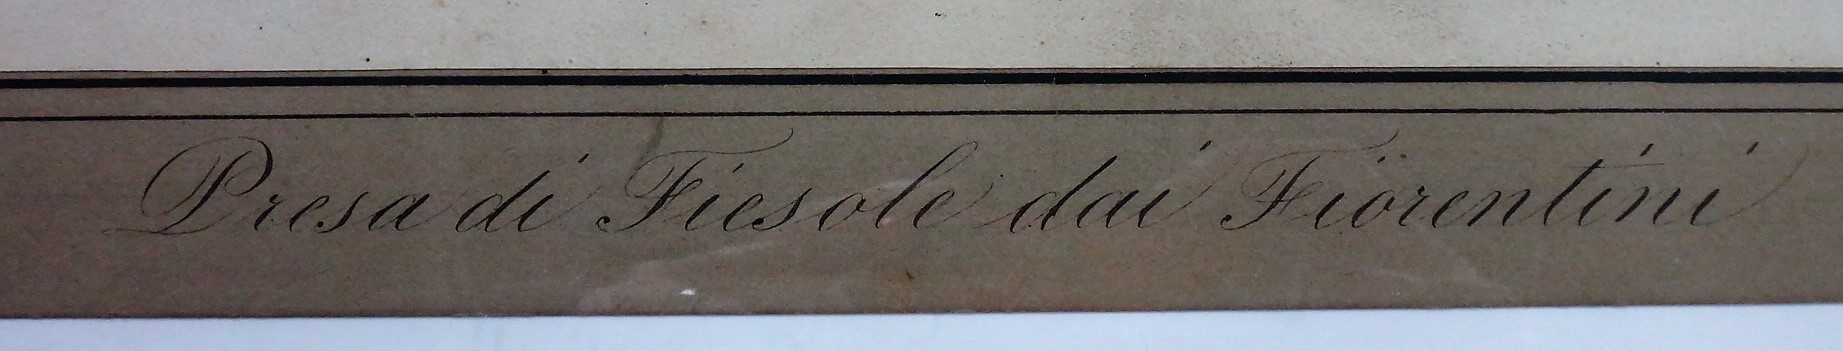 Presa di Fiesole dai Fiorentini